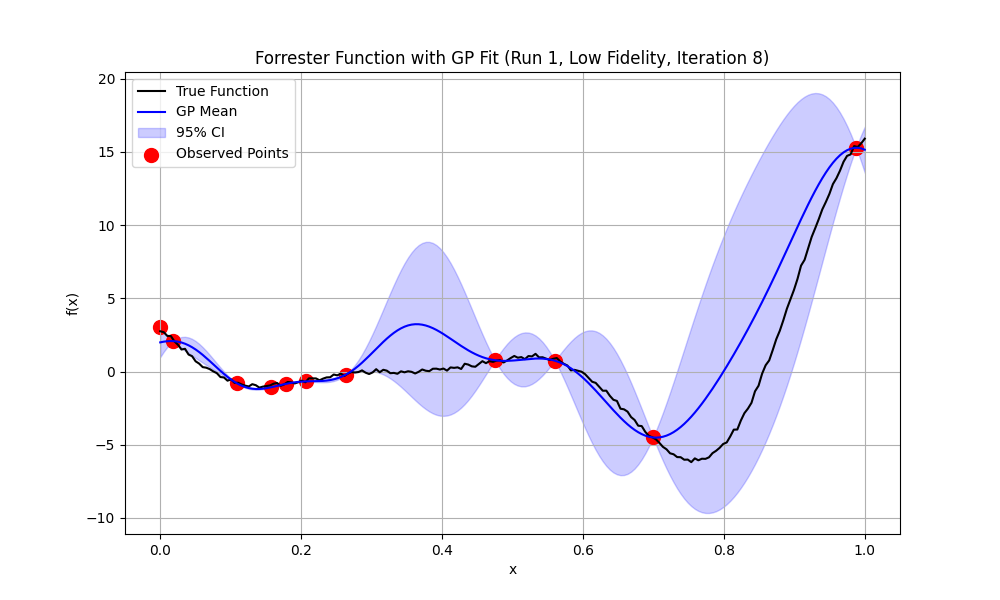 Forrester Function with GP Fit (Run 1, Low Fidelity, Iteration 8)
True Function
GP Mean
95% CI
Observed Points
f(x)
20
15
10
5
0
−5
−10
0.0 0.2 0.4 0.6 0.8 1.0
x